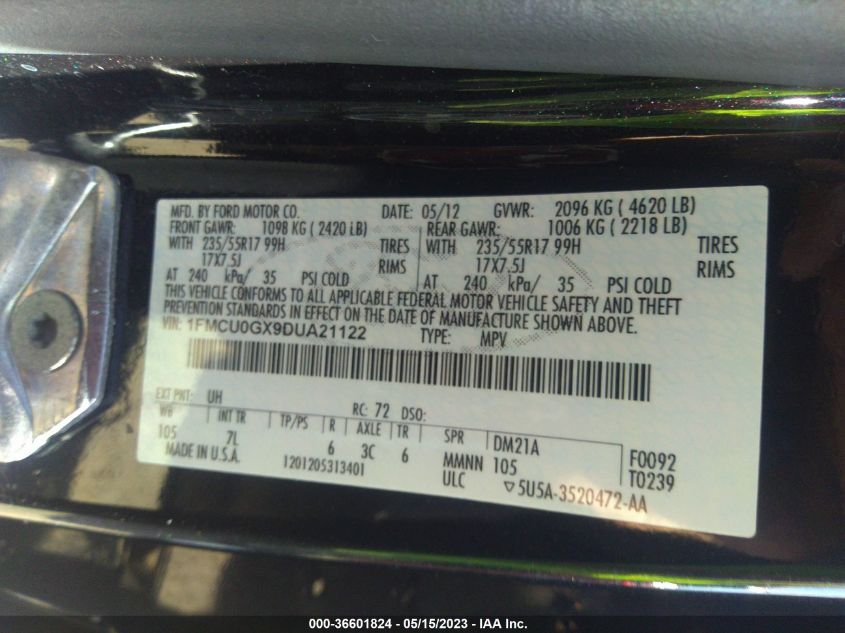 MFD. BY FORD MOTOR CO. DATE: 05/12 GVWR: 2096 KG ( 4620 LB)
FRONT GAWR: 1098 KG ( 2420 LB) REAR GAWR: 1006 KG ( 2218 LB)
WITH 235/55R17 99H TIRES WITH 235/55R17 99H TIRES
17X7.5J RIMS 17X7.5J RIMS
AT 240 kPa/ 35 PSI COLD AT 240 kPa/ 35 PSI COLD
THIS VEHICLE CONFORMS TO ALL APPLICABLE FEDERAL MOTOR VEHICLE SAFETY AND THEFT
PREVENTION STANDARDS IN EFFECT ON THE DATE OF MANUFACTURE SHOWN ABOVE.
VIN: 1FMCU0GX9DUA21122 TYPE: MPV
EXT PNT: UH RC: 72 DSO:
WB INT TR TP/PS R AXLE TR SPR DM21A F0092
105 7L 6 3C 6 MMNN 105 T0239
MADE IN U.S.A. 1201205313401 ULC ▽5U5A-3520472-AA
000-36601824 - 05/15/2023 - IAA Inc.